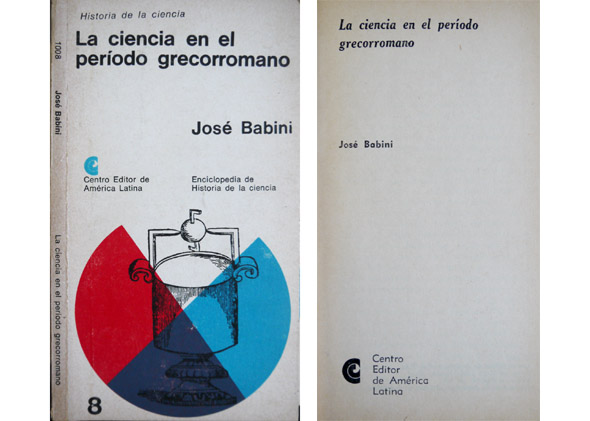 Historia de la ciencia
La ciencia en el
período grecorromano
José Babini
Centro Editor de
América Latina
Enciclopedia de
Historia de la ciencia
8
1008
José Babini
La ciencia en el período grecorromano
La ciencia en el período
grecorromano
José Babini
Centro
Editor
de América
Latina